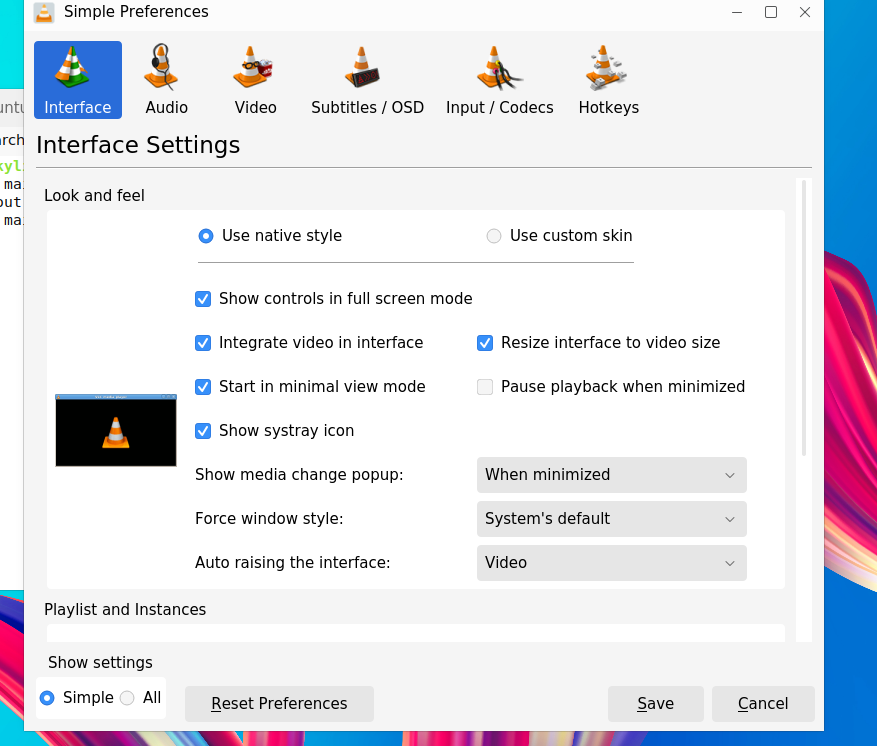 Simple Preferences
Interface
Audio
Video
Subtitles / OSD
Input / Codecs
Hotkeys
Interface Settings
Look and feel
Use native style
Use custom skin
Show controls in full screen mode
Integrate video in interface
Resize interface to video size
Start in minimal view mode
Pause playback when minimized
Show systray icon
Show media change popup:
When minimized
Force window style:
System's default
Auto raising the interface:
Video
Playlist and Instances
Show settings
Simple
All
Reset Preferences
Save
Cancel